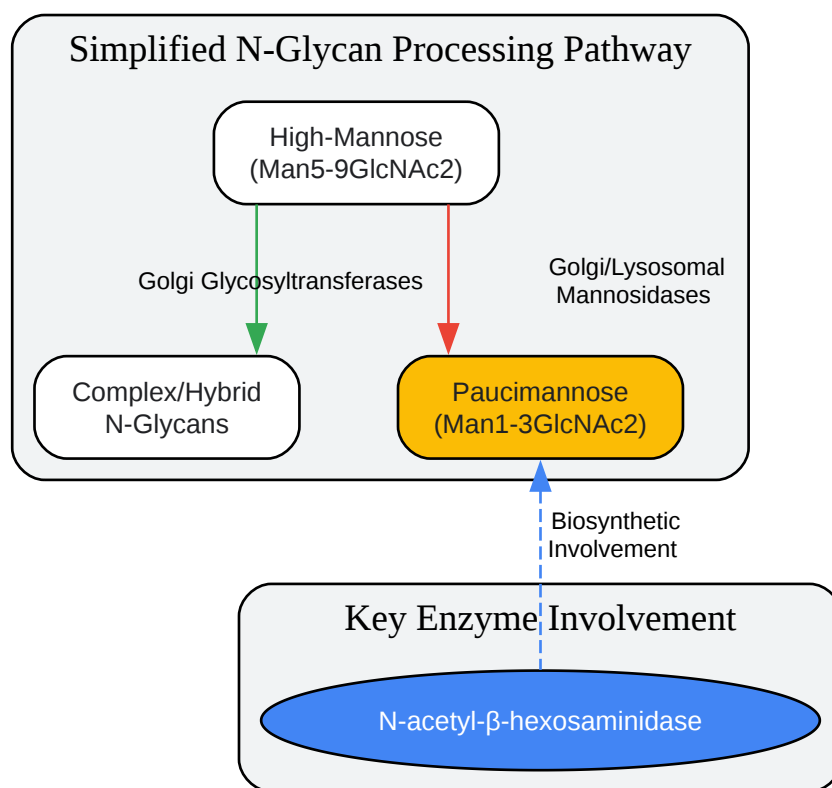 Simplified N-Glycan Processing Pathway
High-Mannose
(Man5-9GlcNAc2)
Golgi Glycosyltransferases
Golgi/Lysosomal
Mannosidases
Complex/Hybrid
N-Glycans
Paucimannose
(Man1-3GlcNAc2)
Biosynthetic
Involvement
Key Enzyme Involvement
N-acetyl-β-hexosaminidase